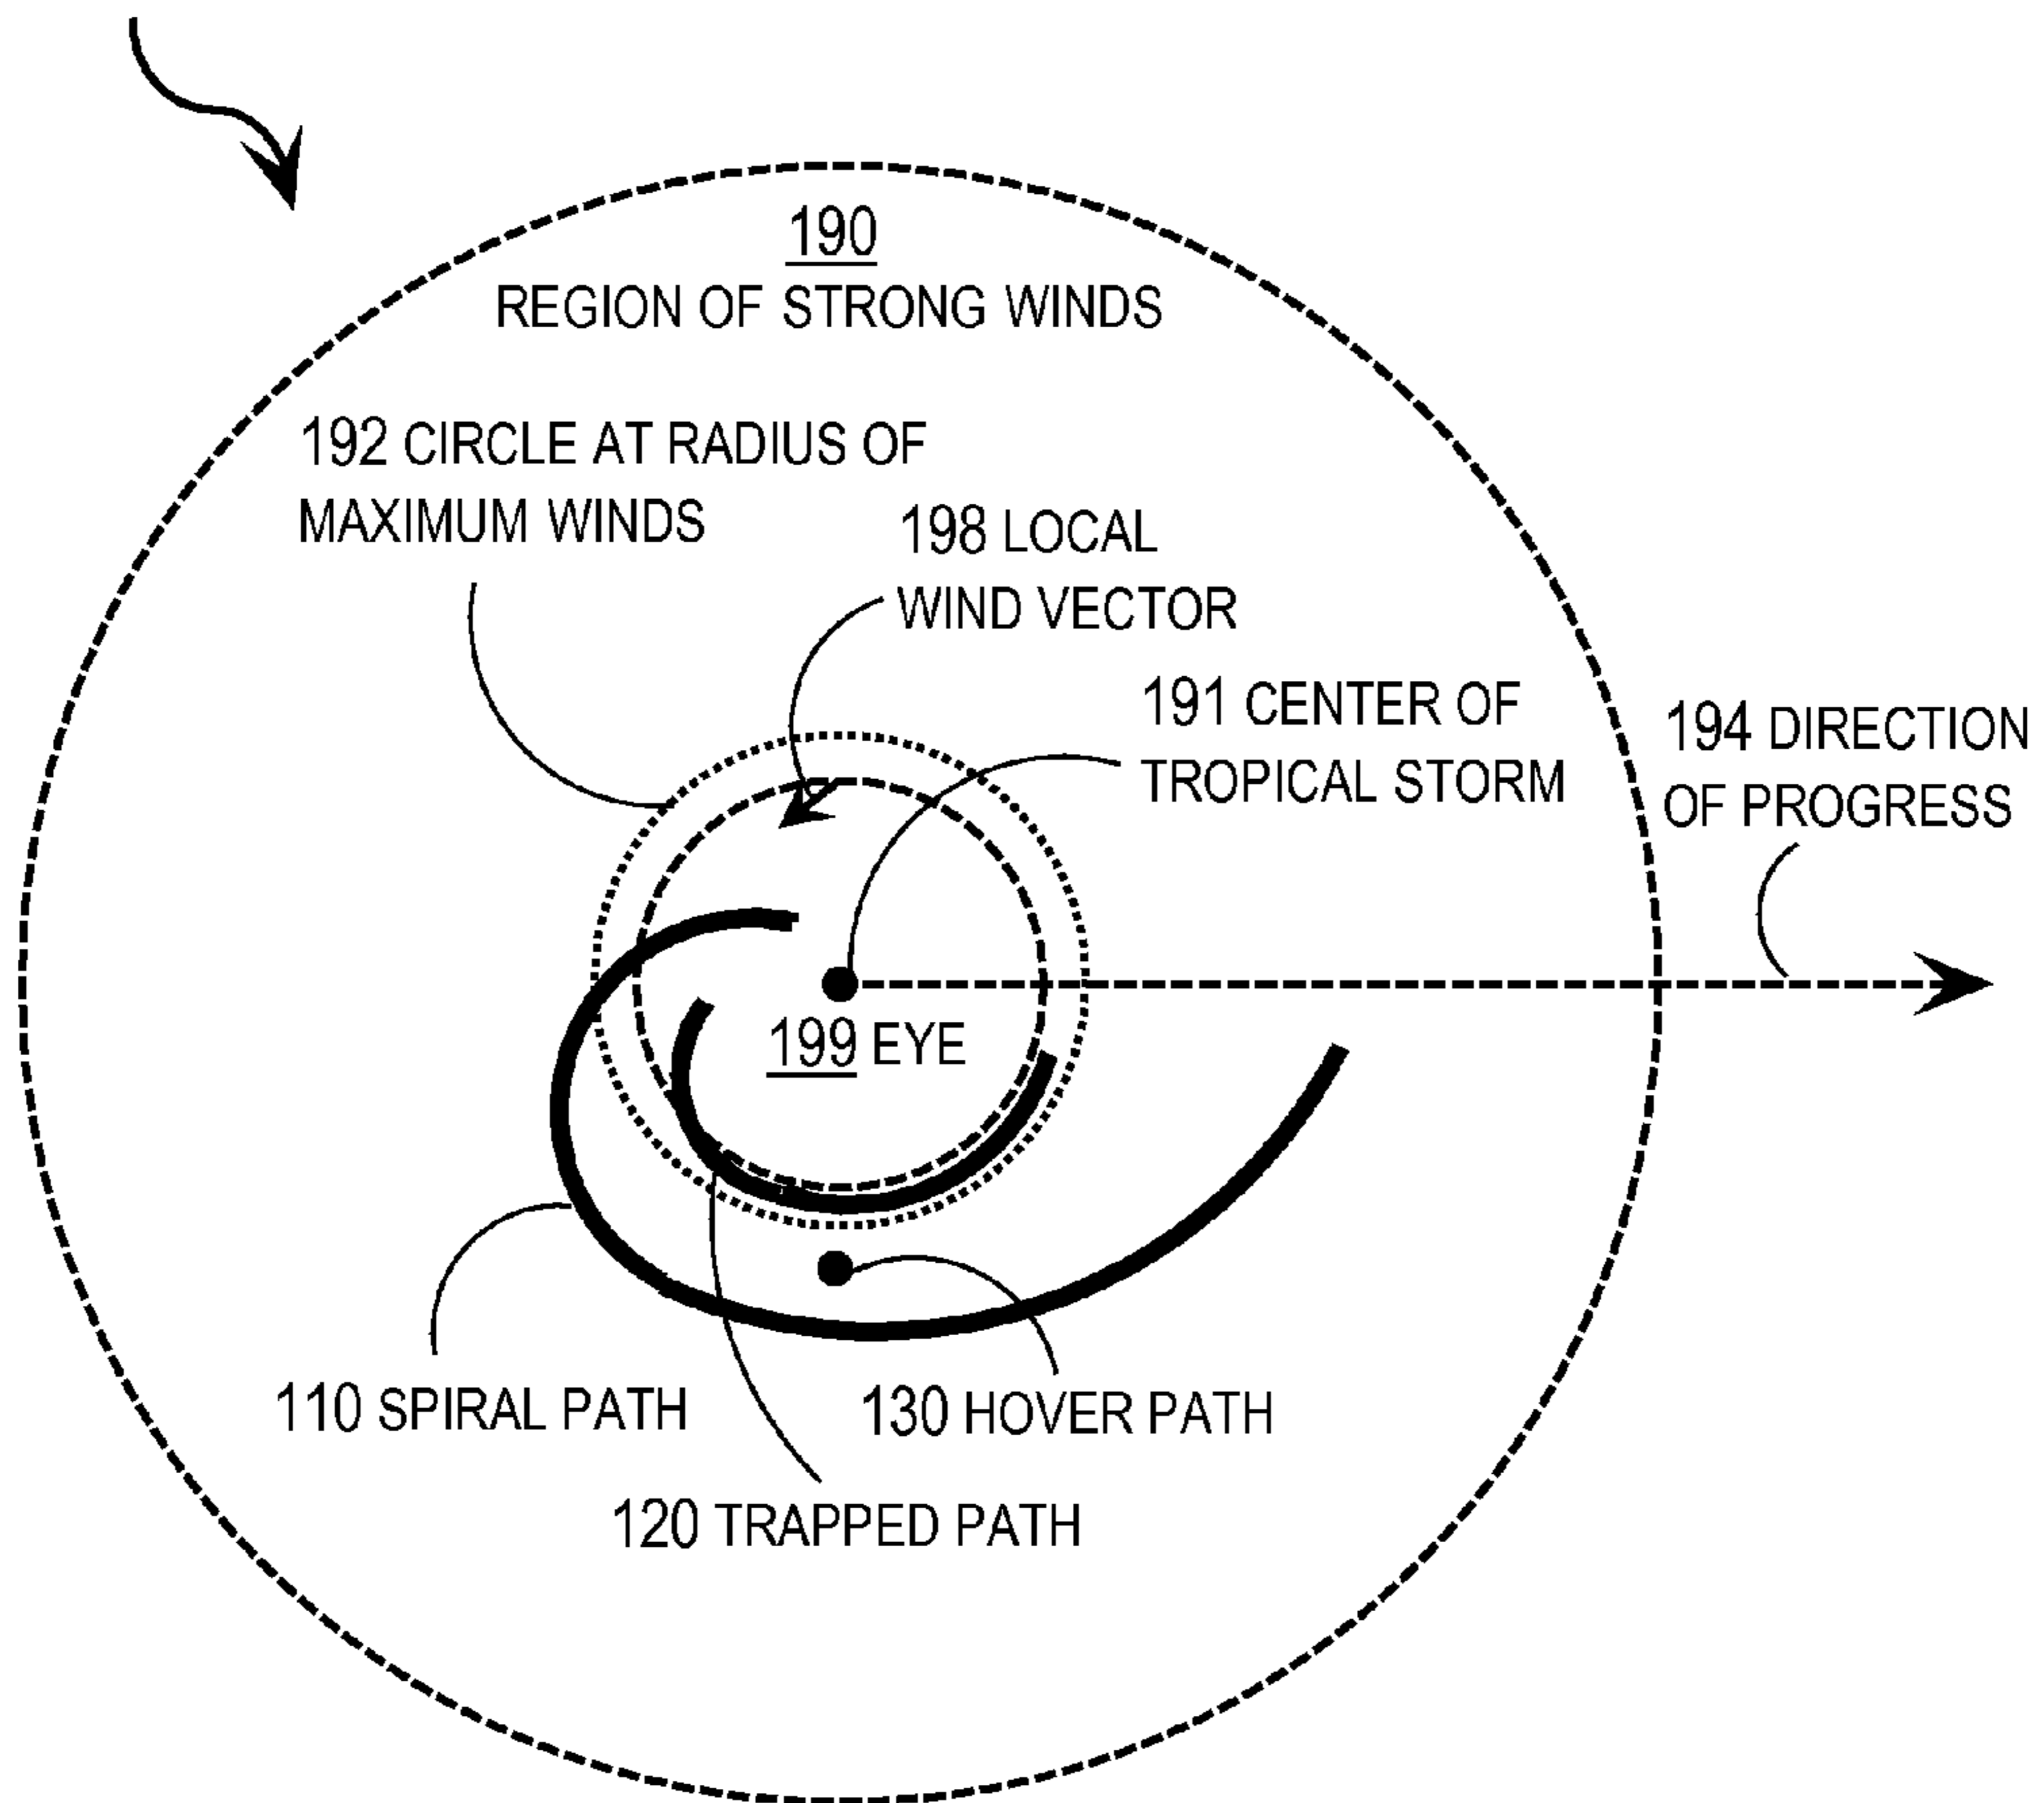 190
REGION OF STRONG WINDS
192 CIRCLE AT RADIUS OF
MAXIMUM WINDS
198 LOCAL
WIND VECTOR
191 CENTER OF
TROPICAL STORM
194 DIRECTION
OF PROGRESS
199 EYE
110 SPIRAL PATH
130 HOVER PATH
120 TRAPPED PATH